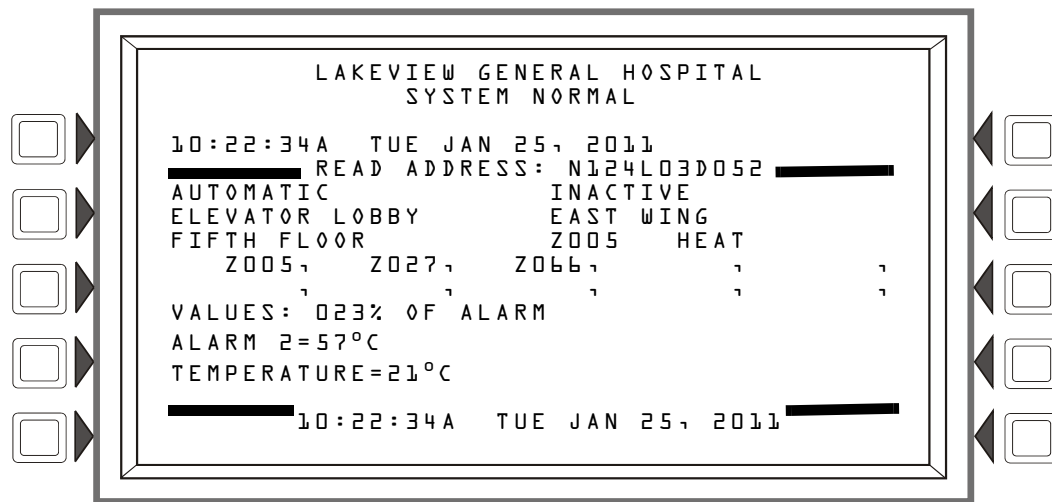 LAKEVIEW GENERAL HOSPITAL
SYSTEM NORMAL
10:22:34A TUE JAN 25, 2011
READ ADDRESS: N124L03D052
AUTOMATIC INACTIVE
ELEVATOR LOBBY EAST WING
FIFTH FLOOR Z005 HEAT
Z005, Z027, Z066, , ,
, , , , ,
VALUES: 023% OF ALARM
ALARM 2=57°C
TEMPERATURE=21°C
10:22:34A TUE JAN 25, 2011